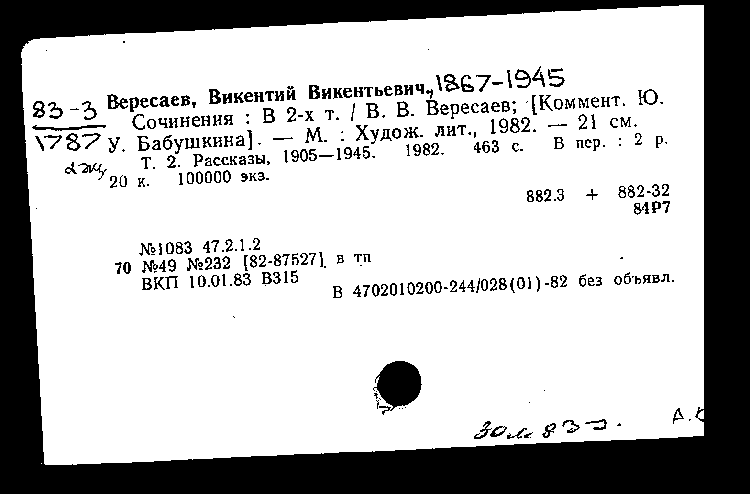 Вересаев, Викентий Викентьевич, 1867-1945
83-3
Сочинения : В 2-х т. / В. В. Вересаев; [Коммент. Ю.
1787
У. Бабушкина]. — М. : Худож. лит., 1982. — 21 см.
Т. 2. Рассказы, 1905—1945. 1982. 463 с. В пер. : 2 р.
20 к. 100000 экз.
882.3 + 882-32
84Р7
№1083 47.2.1.2
70 №49 №232 [82-87527] в тп
ВКП 10.01.83 В315
В 4702010200-244/028(01)-82 без объявл.